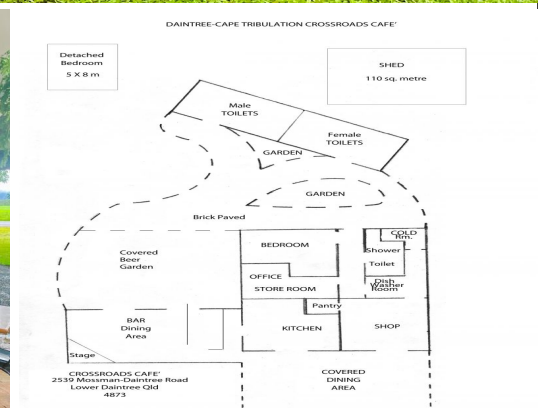 DAINTREE-CAPE TRIBULATION CROSSROADS CAFE'
Detached
Bedroom
5 X 8 m
SHED
110 sq. metre
Male
TOILETS
Female
TOILETS
GARDEN
GARDEN
Brick Paved
Covered
Beer
Garden
BEDROOM
OFFICE
STORE ROOM
COLD
Rm.
Shower
Toilet
Dish
Washer
Room
Pantry
KITCHEN
SHOP
BAR
Dining
Area
Stage
CROSSROADS CAFE'
2539 Mossman-Daintree Road
Lower Daintree Qld
4873
COVERED
DINING
AREA